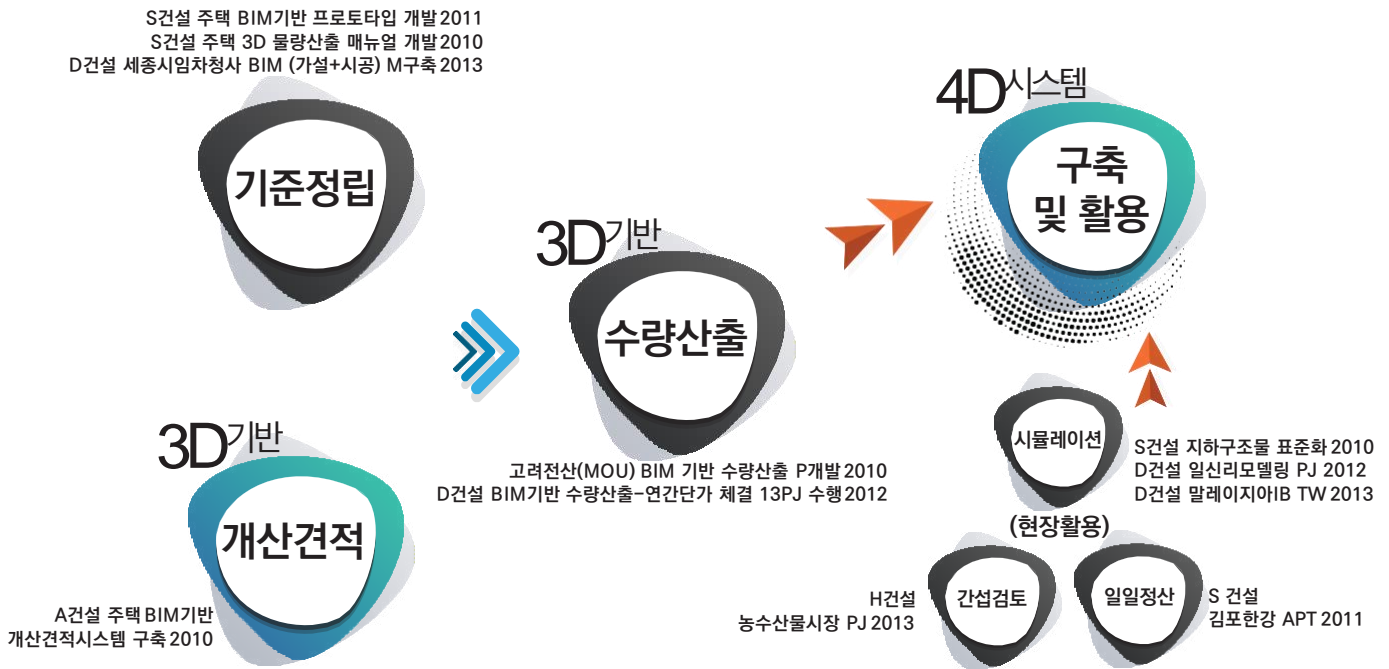 S건설 주택 BIM기반 프로토타입 개발 2011
S건설 주택 3D 물량산출 매뉴얼 개발 2010
D건설 세종시임차청사 BIM (가설+시공) M구축 2013
기준정립
3D기반
개산견적
A건설 주택 BIM기반
개산견적시스템 구축 2010
3D기반
수량산출
고려전산(MOU) BIM 기반 수량산출 P개발 2010
D건설 BIM기반 수량산출-연간단가 체결 13PJ 수행 2012
4D시스템
구축
및 활용
시뮬레이션
S건설 지하구조물 표준화 2010
D건설 일신리모델링 PJ 2012
D건설 말레이지아IB TW 2013
(현장활용)
H건설
농수산물시장 PJ 2013
간섭검토
일일정산
S 건설
김포한강 APT 2011